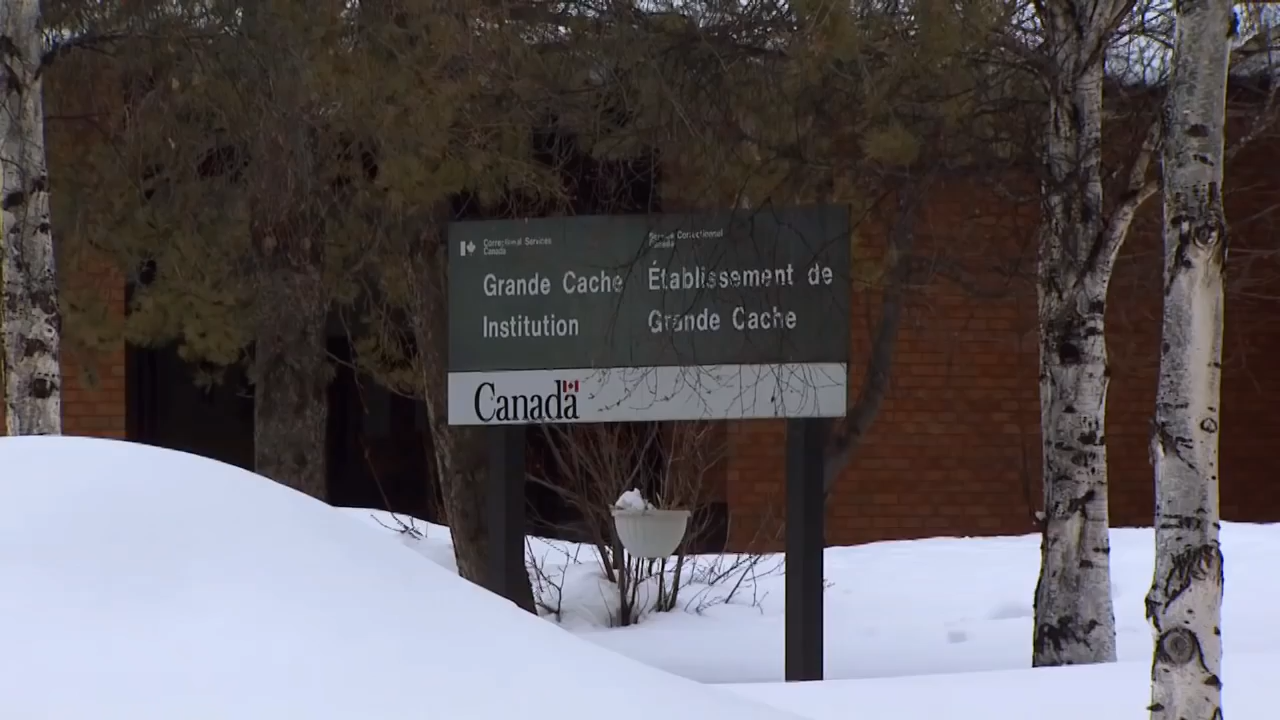 Correctional Services
Canada
Service Correctionnel
Canada
Grande Cache
Institution
Établissement de
Grande Cache
Canada